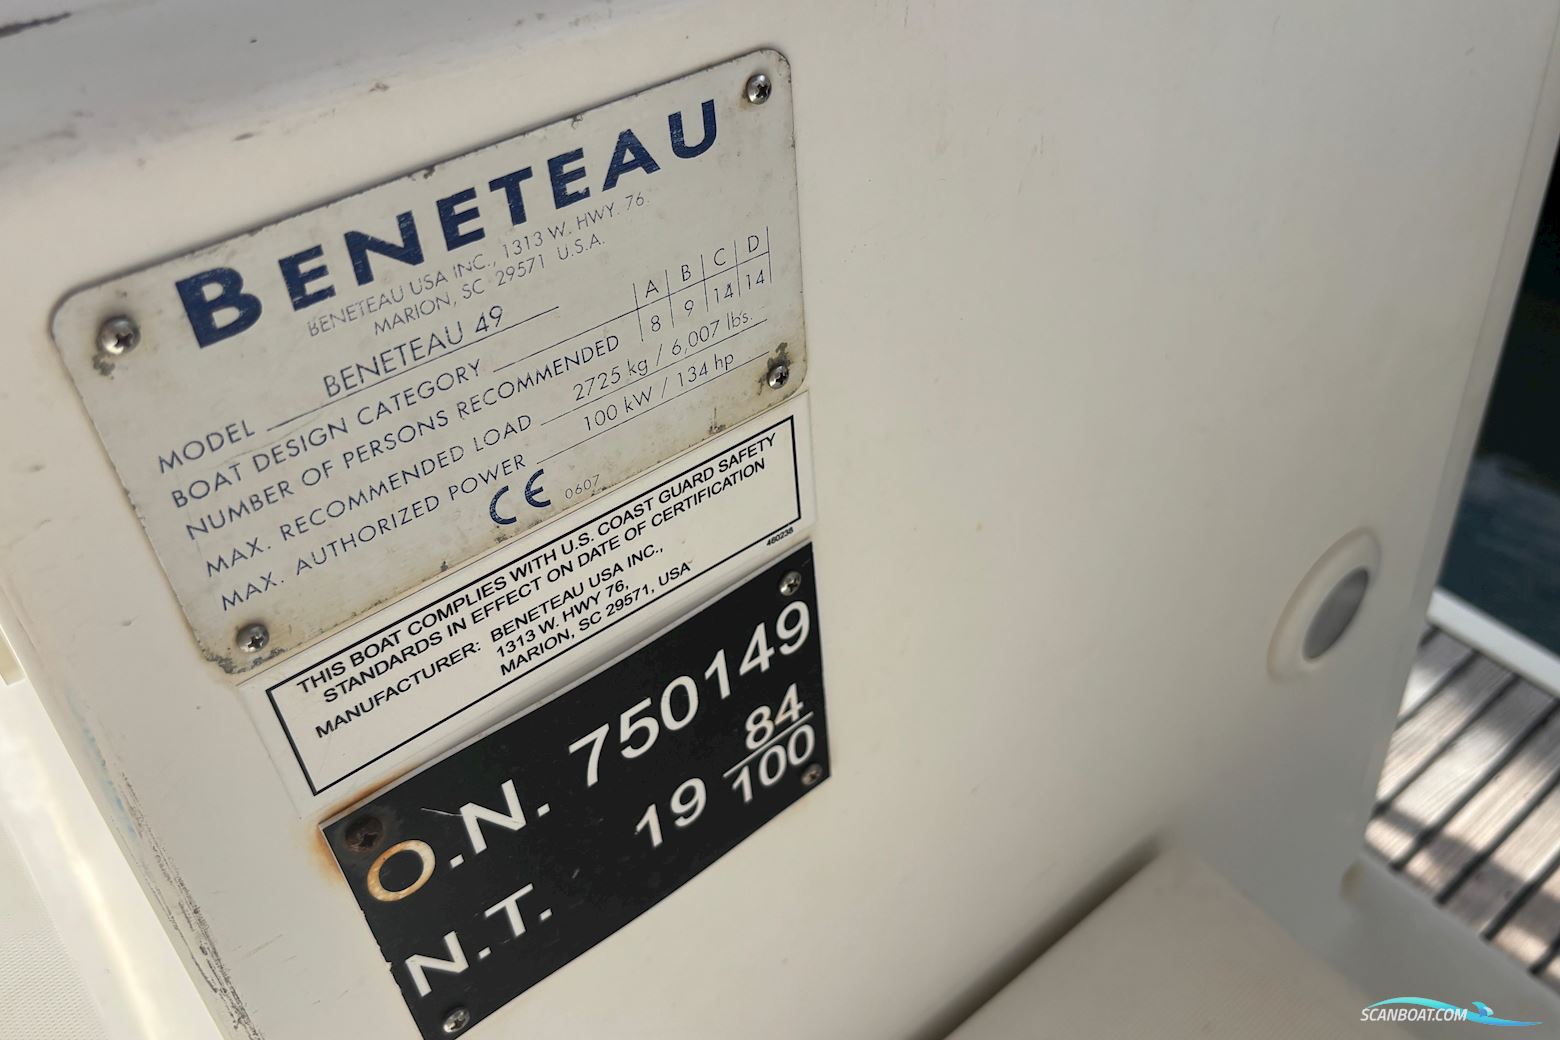 BENETEAU
BENETEAU USA INC., 1313 W. HWY. 76.
MARION, SC 29571 U.S.A.
MODEL BENETEAU 49
BOAT DESIGN CATEGORY A B C D
NUMBER OF PERSONS RECOMMENDED 8 9 14 14
MAX. RECOMMENDED LOAD 2725 kg / 6,007 lbs.
MAX. AUTHORIZED POWER 100 kW / 134 hp
CE 0607
THIS BOAT COMPLIES WITH U.S. COAST GUARD SAFETY
STANDARDS IN EFFECT ON DATE OF CERTIFICATION
MANUFACTURER: BENETEAU USA INC.,
1313 W. HWY 76,
MARION, SC 29571, USA
460238
O.N. 750149
N.T. 19 84/100
SCANBOAT.COM